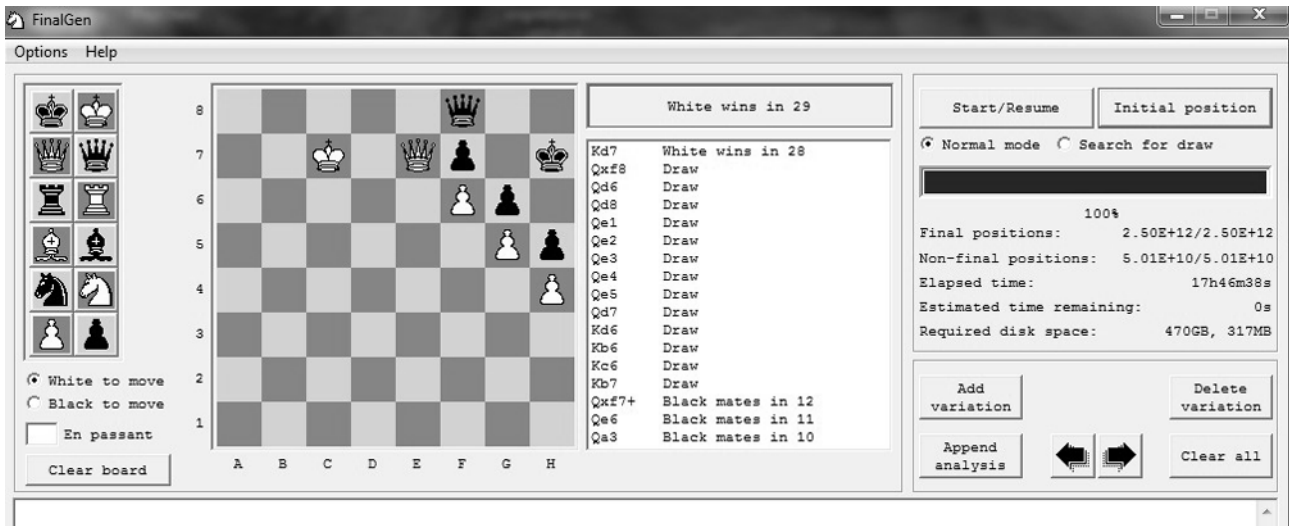 FinalGen
X
Options Help
8
7
6
5
4
3
2
1
A B C D E F G H
White to move
Black to move
En passant
Clear board
White wins in 29
Kd7 White wins in 28
Qxf8 Draw
Qd6 Draw
Qd8 Draw
Qe1 Draw
Qe2 Draw
Qe3 Draw
Qe4 Draw
Qe5 Draw
Qd7 Draw
Kd6 Draw
Kb6 Draw
Kc6 Draw
Kb7 Draw
Qxf7+ Black mates in 12
Qe6 Black mates in 11
Qa3 Black mates in 10
Start/Resume Initial position
Normal mode Search for draw
100%
Final positions: 2.50E+12/2.50E+12
Non-final positions: 5.01E+10/5.01E+10
Elapsed time: 17h46m38s
Estimated time remaining: 0s
Required disk space: 470GB, 317MB
Add variation
Delete variation
Append analysis
Clear all